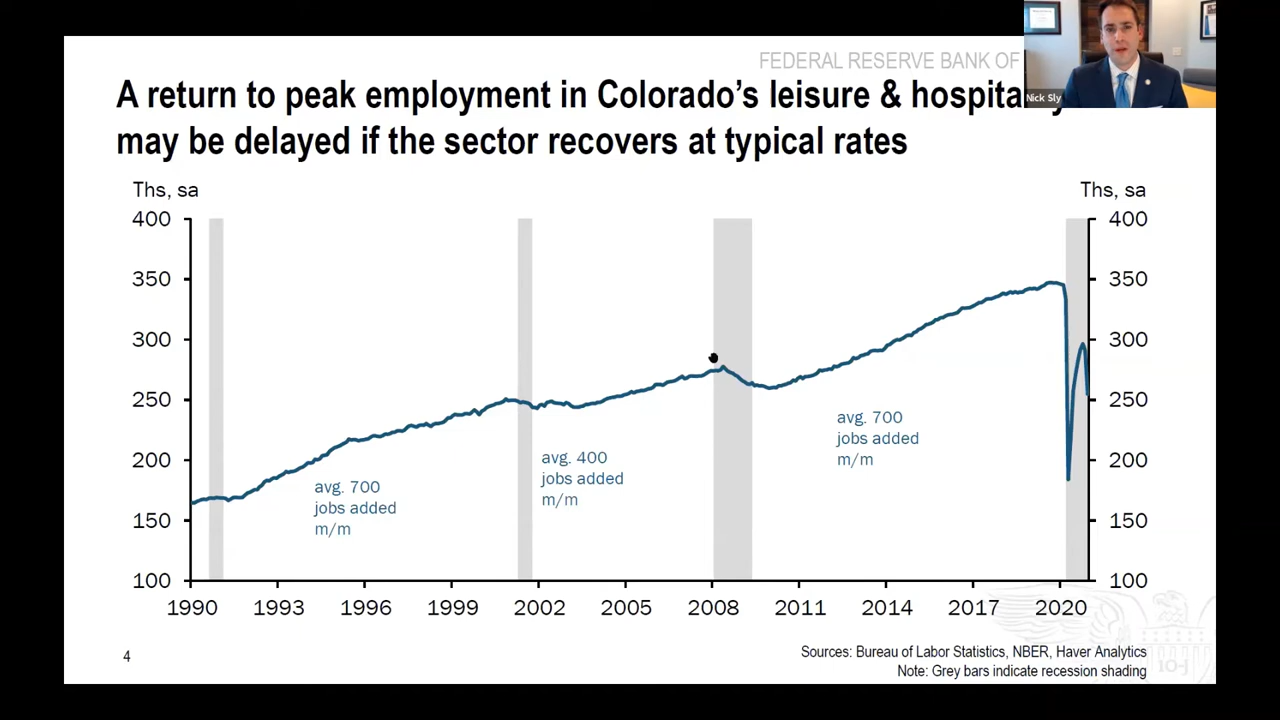 FEDERAL RESERVE BANK OF
A return to peak employment in Colorado's leisure & hospitality
may be delayed if the sector recovers at typical rates
Nick Sly
Ths, sa
Ths, sa
400
350
300
250
200
150
100
400
350
300
250
200
150
100
avg. 700
jobs added
m/m
avg. 400
jobs added
m/m
avg. 700
jobs added
m/m
1990
1993
1996
1999
2002
2005
2008
2011
2014
2017
2020
4
Sources: Bureau of Labor Statistics, NBER, Haver Analytics
Note: Grey bars indicate recession shading
10-J